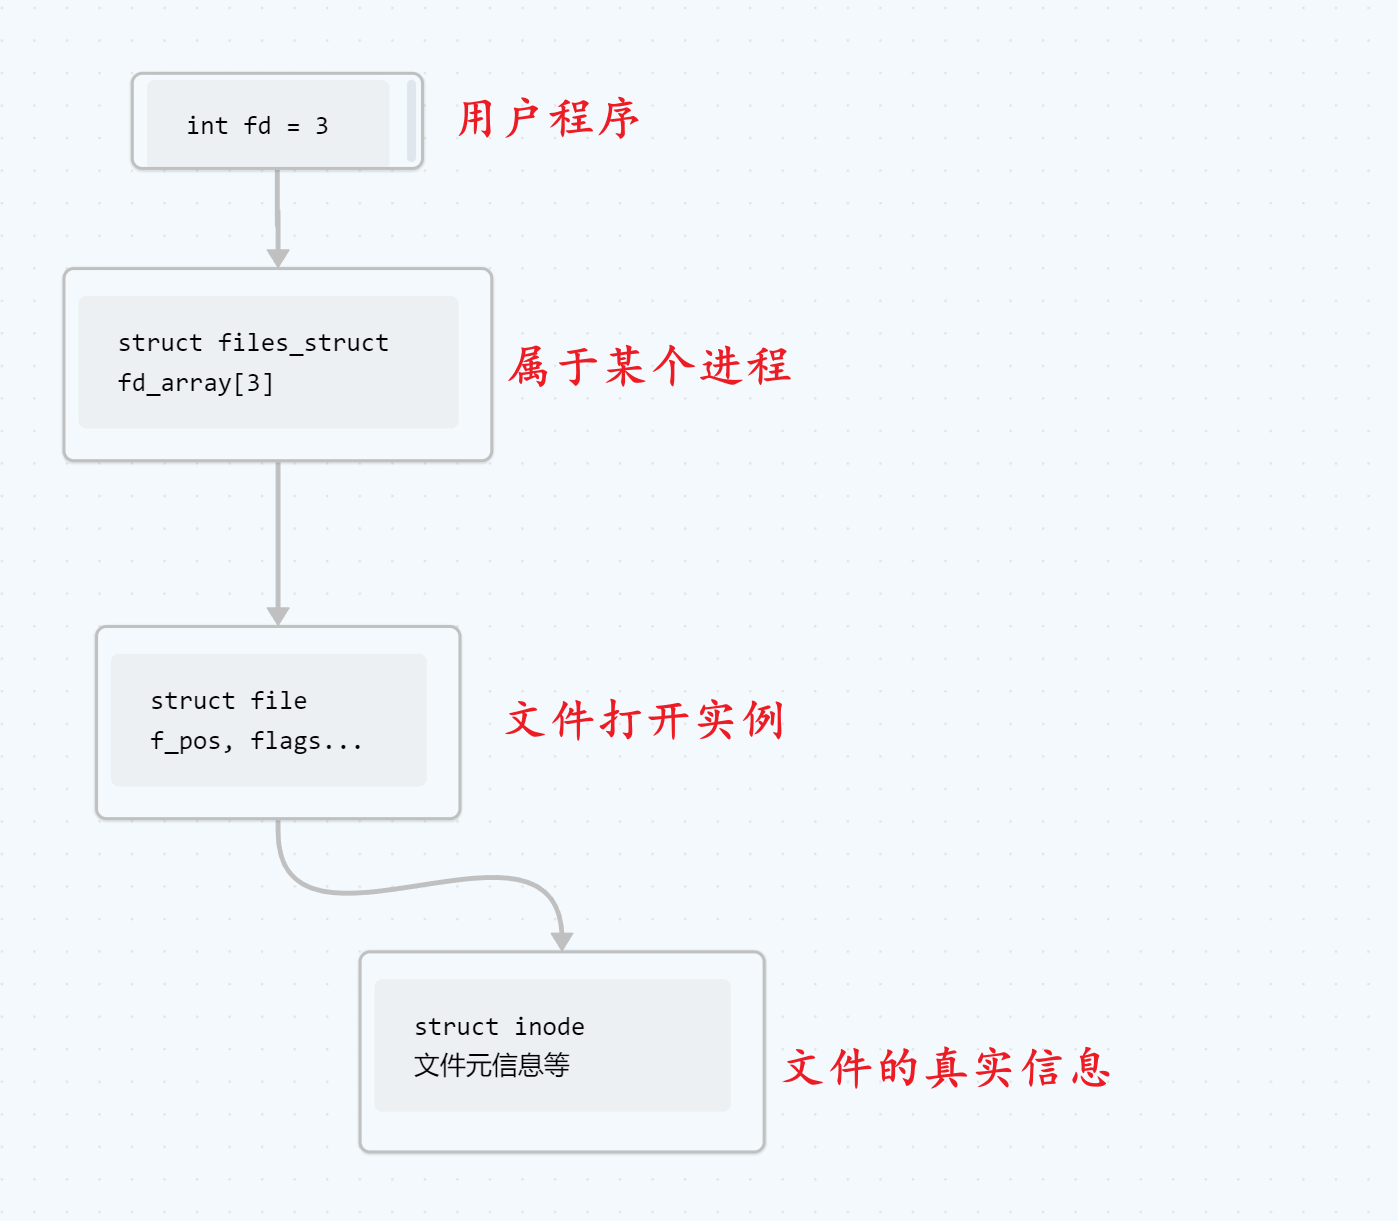 int fd = 3
用户程序
struct files_struct
fd_array[3]
属于某个进程
struct file
f_pos, flags...
文件打开实例
struct inode
文件元信息等
文件的真实信息